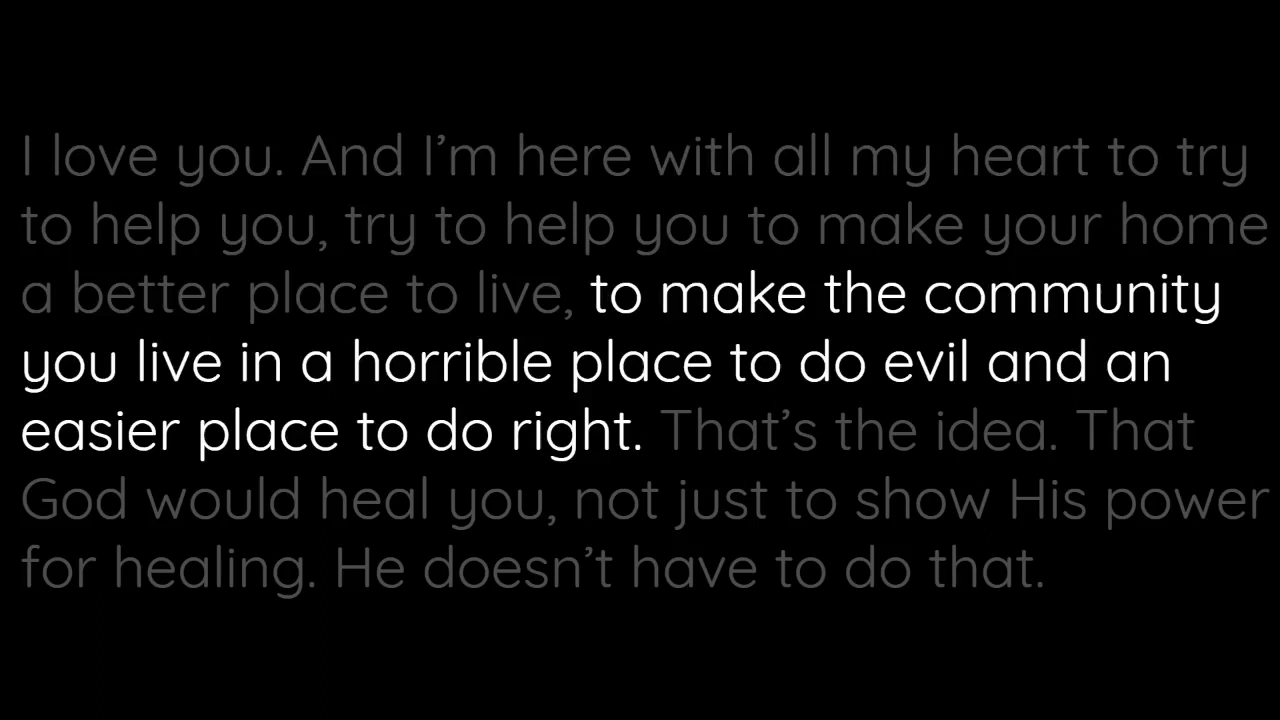 I love you. And I’m here with all my heart to try
to help you, try to help you to make your home
a better place to live, to make the community
you live in a horrible place to do evil and an
easier place to do right. That’s the idea. That
God would heal you, not just to show His power
for healing. He doesn’t have to do that.